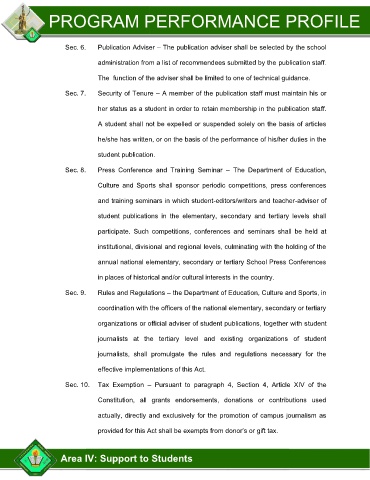 PROGRAM PERFORMANCE PROFILE
Sec. 6. Publication Adviser – The publication adviser shall be selected by the school
administration from a list of recommendees submitted by the publication staff.
The function of the adviser shall be limited to one of technical guidance.
Sec. 7. Security of Tenure – A member of the publication staff must maintain his or
her status as a student in order to retain membership in the publication staff.
A student shall not be expelled or suspended solely on the basis of articles
he/she has written, or on the basis of the performance of his/her duties in the
student publication.
Sec. 8. Press Conference and Training Seminar – The Department of Education,
Culture and Sports shall sponsor periodic competitions, press conferences
and training seminars in which student-editors/writers and teacher-adviser of
student publications in the elementary, secondary and tertiary levels shall
participate. Such competitions, conferences and seminars shall be held at
institutional, divisional and regional levels, culminating with the holding of the
annual national elementary, secondary or tertiary School Press Conferences
in places of historical and/or cultural interests in the country.
Sec. 9. Rules and Regulations – the Department of Education, Culture and Sports, in
coordination with the officers of the national elementary, secondary or tertiary
organizations or official adviser of student publications, together with student
journalists at the tertiary level and existing organizations of student
journalists, shall promulgate the rules and regulations necessary for the
effective implementations of this Act.
Sec. 10. Tax Exemption – Pursuant to paragraph 4, Section 4, Article XIV of the
Constitution, all grants endorsements, donations or contributions used
actually, directly and exclusively for the promotion of campus journalism as
provided for this Act shall be exempts from donor's or gift tax.
Area IV: Support to Students